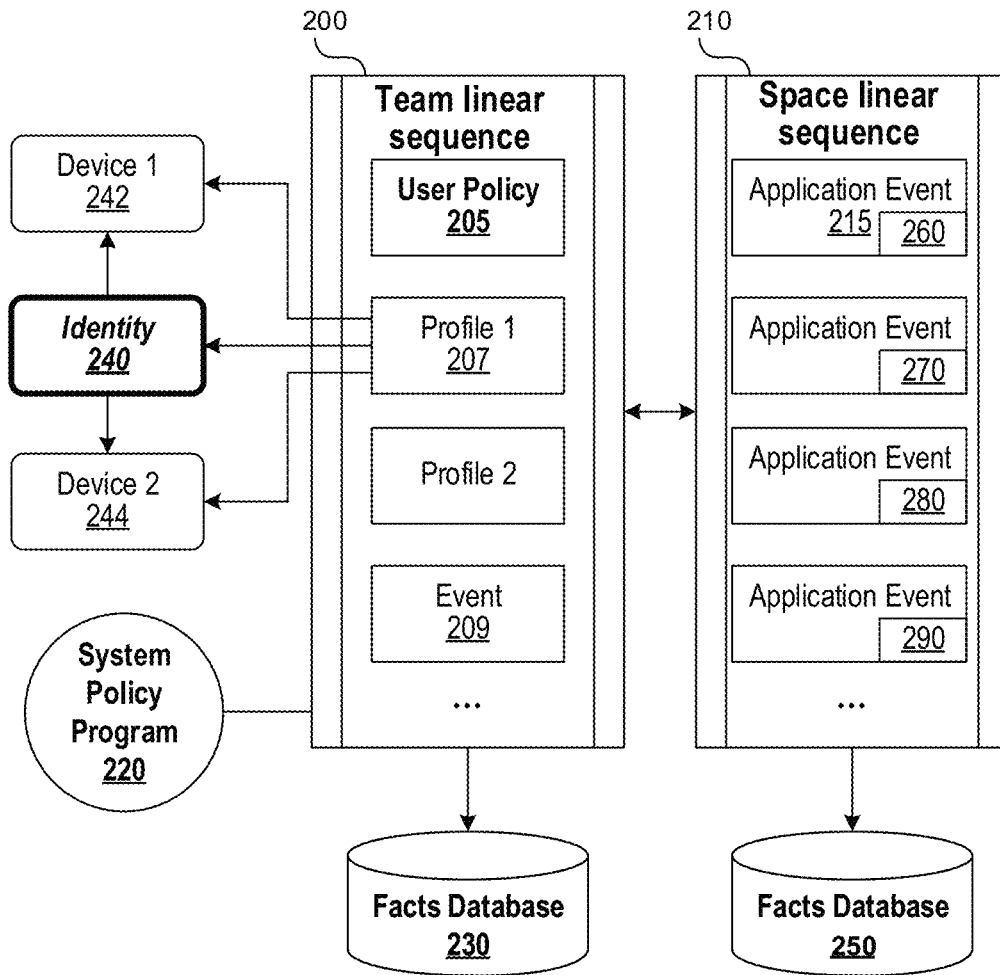 200
210
Team linear
sequence
Space linear
sequence
Device 1
242
User Policy
205
Application Event
215
260
Identity
240
Profile 1
207
Application Event
270
Device 2
244
Profile 2
Application Event
280
Event
209
Application Event
290
System
Policy
Program
220
...
...
Facts Database
230
Facts Database
250